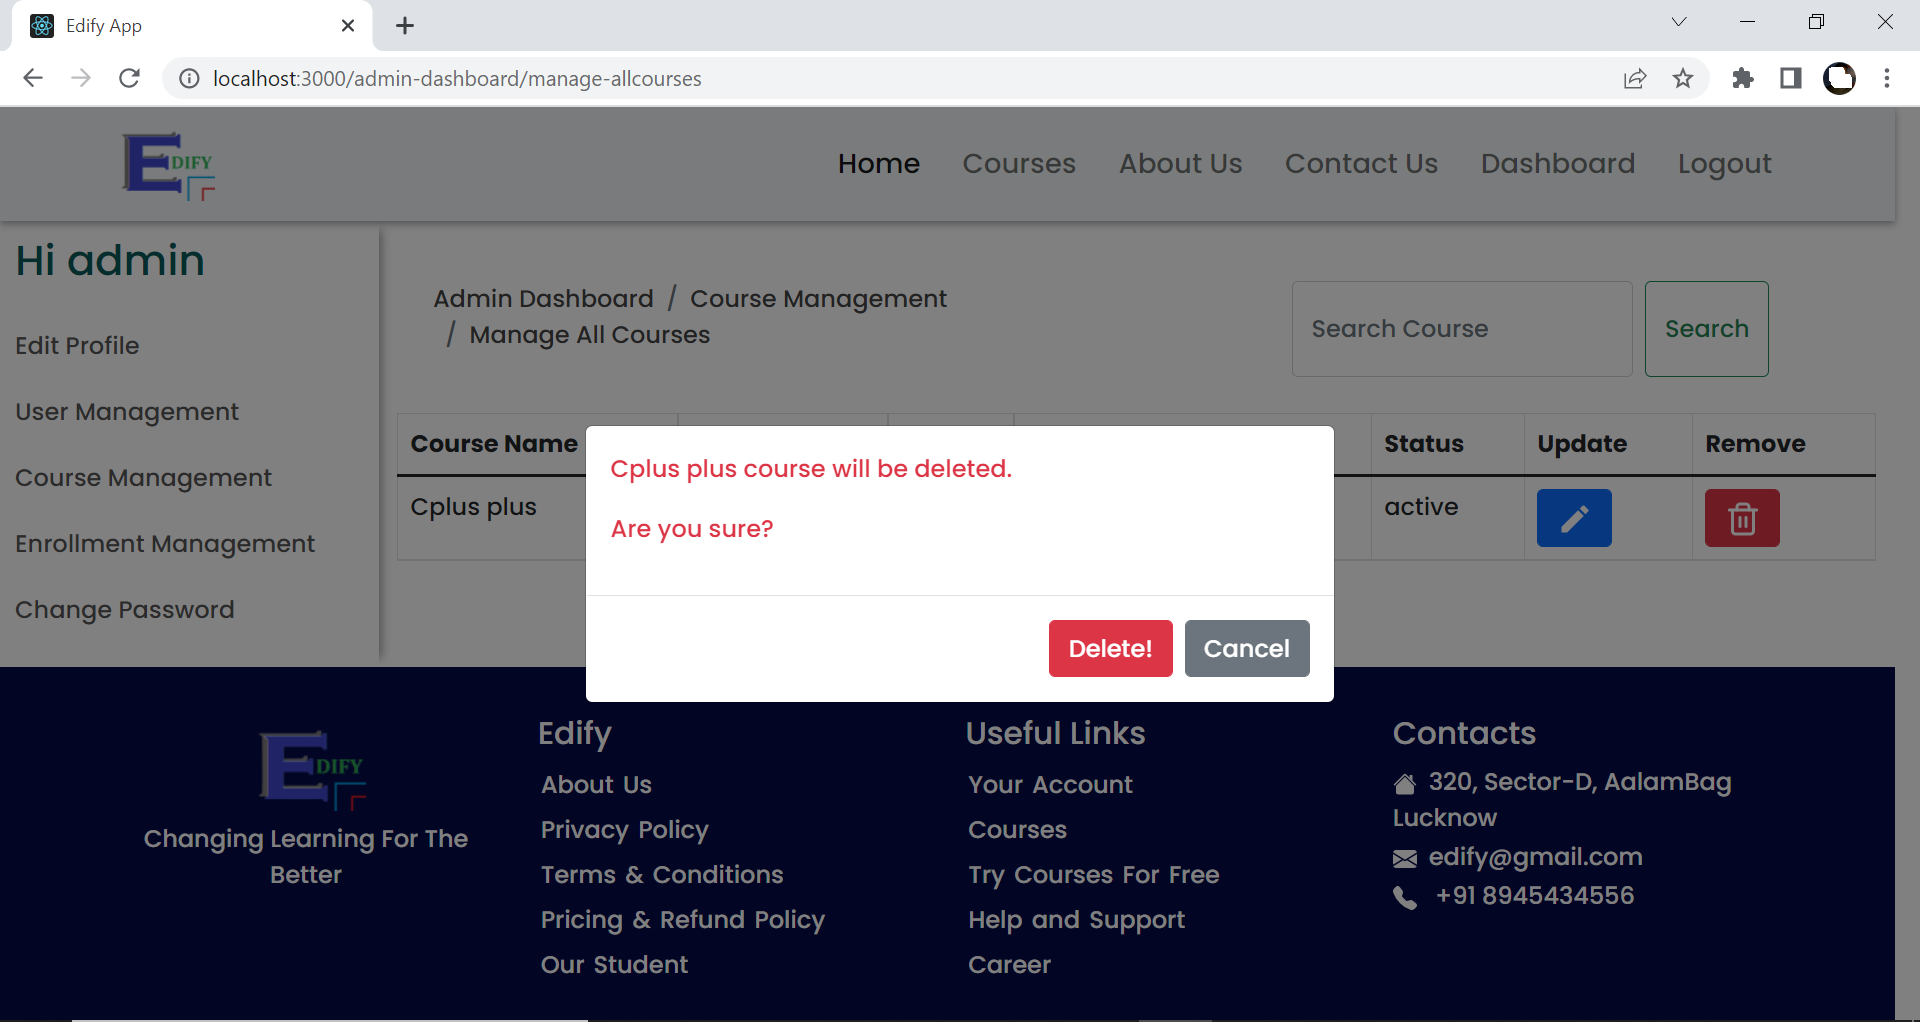 Edify App
localhost:3000/admin-dashboard/manage-allcourses
EDIFY
Home Courses About Us Contact Us Dashboard Logout
Hi admin
Edit Profile
User Management
Course Management
Enrollment Management
Change Password
Admin Dashboard / Course Management
/ Manage All Courses
Search Course
Search
Course Name Status Update Remove
Cplus plus active
Cplus plus course will be deleted.
Are you sure?
Delete! Cancel
EDIFY
Changing Learning For The
Better
Edify
About Us
Privacy Policy
Terms & Conditions
Pricing & Refund Policy
Our Student
Useful Links
Your Account
Courses
Try Courses For Free
Help and Support
Career
Contacts
320, Sector-D, AalamBag
Lucknow
edify@gmail.com
+91 8945434556